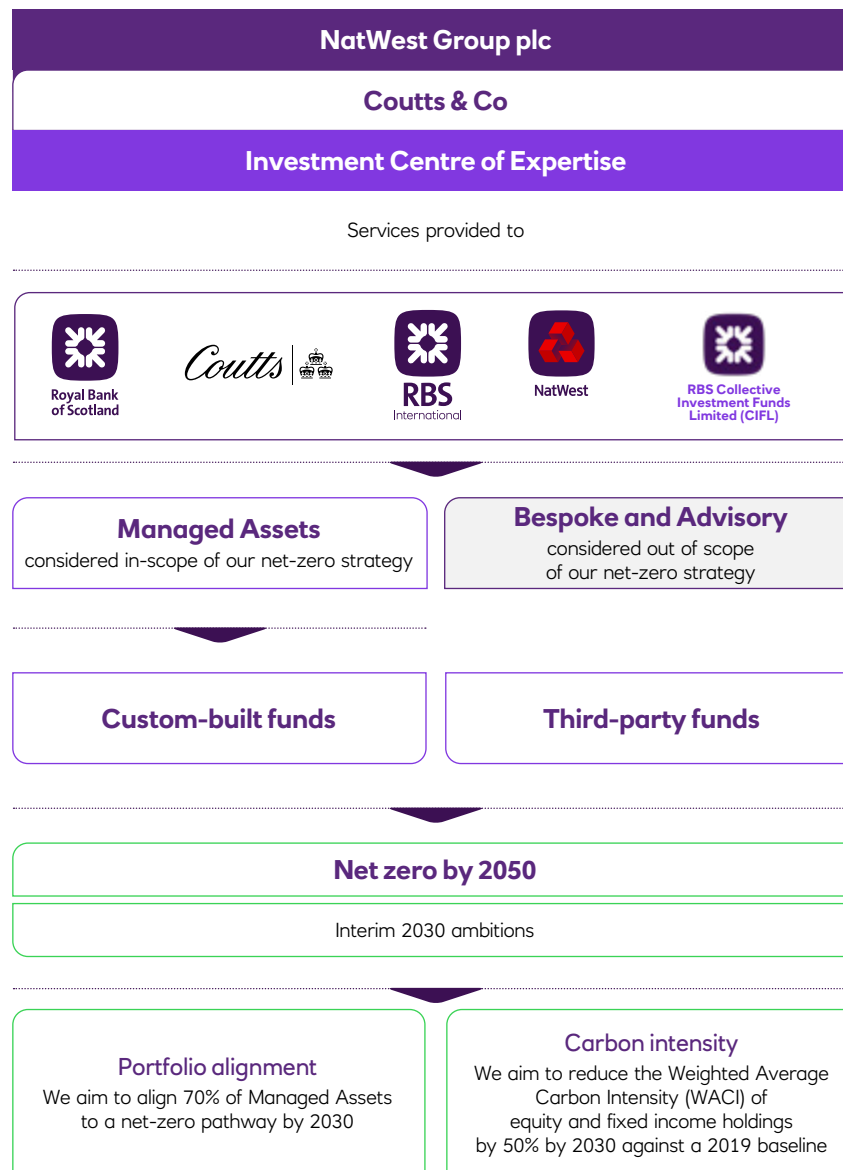 NatWest Group plc
Coutts & Co
Investment Centre of Expertise
Services provided to
Royal Bank
of Scotland
Coutts
RBS
International
NatWest
RBS Collective
Investment Funds
Limited (CIFL)
Managed Assets
considered in-scope of our net-zero strategy
Bespoke and Advisory
considered out of scope
of our net-zero strategy
Custom-built funds
Third-party funds
Net zero by 2050
Interim 2030 ambitions
Portfolio alignment
We aim to align 70% of Managed Assets
to a net-zero pathway by 2030
Carbon intensity
We aim to reduce the Weighted Average
Carbon Intensity (WACI) of
equity and fixed income holdings
by 50% by 2030 against a 2019 baseline